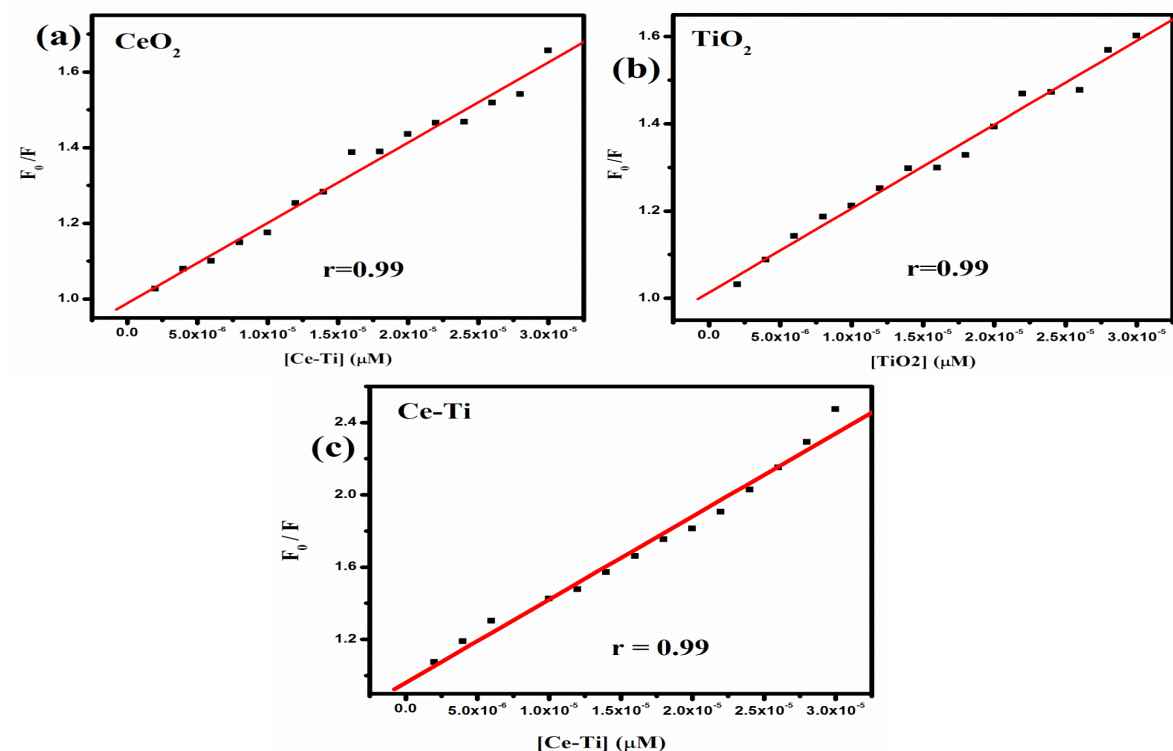 (a)
CeO₂
F₀/F
1.6
1.4
1.2
1.0
r=0.99
0.0 5.0x10⁻⁶ 1.0x10⁻⁵ 1.5x10⁻⁵ 2.0x10⁻⁵ 2.5x10⁻⁵ 3.0x10⁻⁵
[Ce-Ti] (μM)
(b)
TiO₂
F₀/F
1.6
1.4
1.2
1.0
r=0.99
0.0 5.0x10⁻⁶ 1.0x10⁻⁵ 1.5x10⁻⁵ 2.0x10⁻⁵ 2.5x10⁻⁵ 3.0x10⁻⁵
[TiO2] (μM)
(c)
Ce-Ti
F₀ / F
2.4
2.0
1.6
1.2
r = 0.99
0.0 5.0x10⁻⁶ 1.0x10⁻⁵ 1.5x10⁻⁵ 2.0x10⁻⁵ 2.5x10⁻⁵ 3.0x10⁻⁵
[Ce-Ti] (μM)